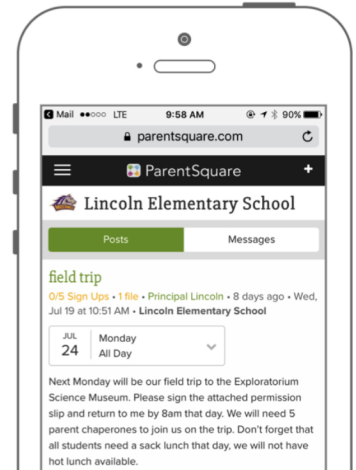 Mail LTE 9:58 AM 90%
parentsquare.com
ParentSquare +
Lincoln Elementary School
Posts Messages
field trip
0/5 Sign Ups • 1 file • Principal Lincoln • 8 days ago • Wed,
Jul 19 at 10:51 AM • Lincoln Elementary School
JUL Monday
24 All Day
Next Monday will be our field trip to the Exploratorium
Science Museum. Please sign the attached permission
slip and return to me by 8am that day. We will need 5
parent chaperones to join us on the trip. Don't forget that
all students need a sack lunch that day, we will not have
hot lunch available.